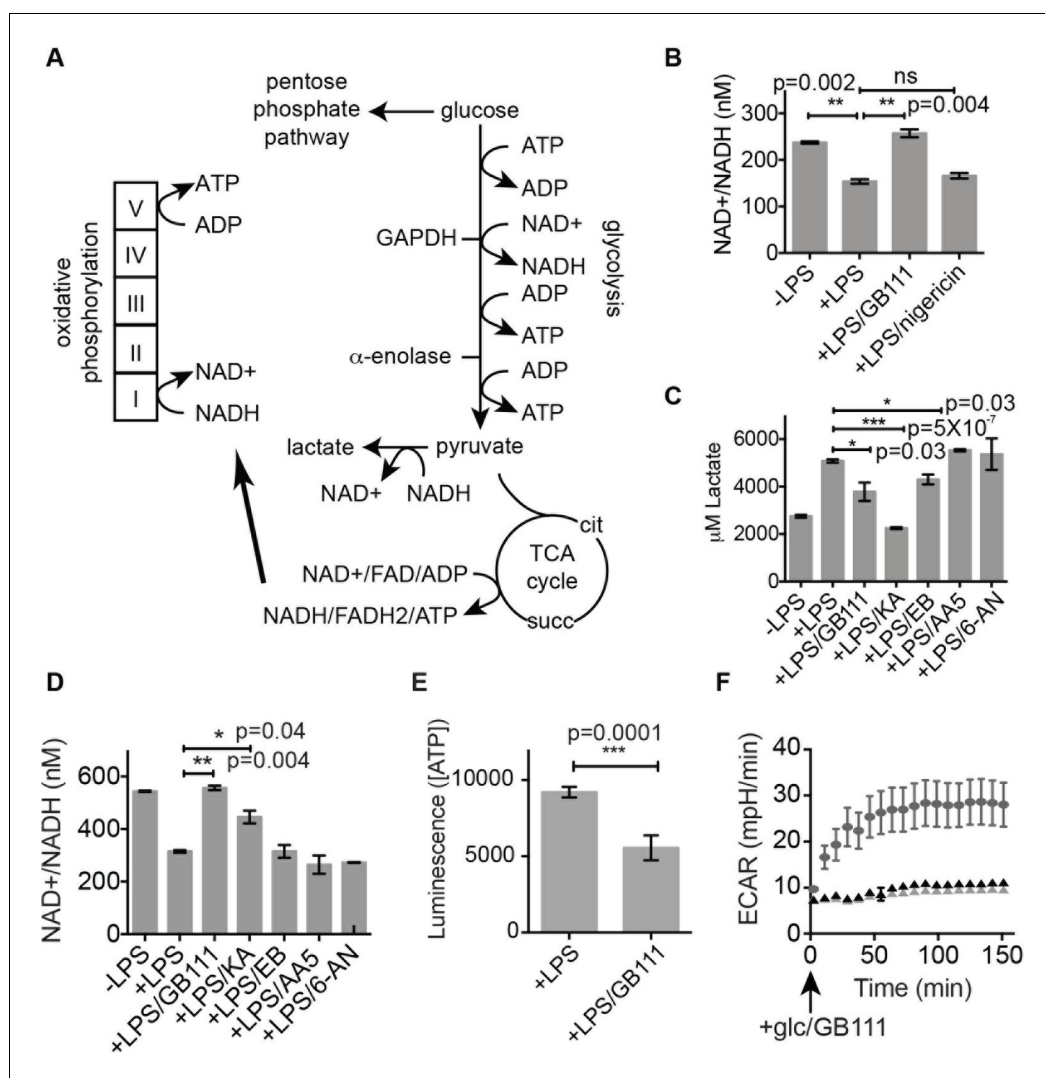 A
pentose
phosphate
pathway
glucose
ATP
ADP
NAD+
GAPDH
NADH
ADP
ATP
α-enolase
ADP
ATP
glycolysis
oxidative
phosphorylation
V
IV
III
II
I
ATP
ADP
NAD+
NADH
lactate
pyruvate
NAD+
NADH
cit
TCA
cycle
succ
NAD+/FAD/ADP
NADH/FADH2/ATP
B
p=0.002
ns
**
**
p=0.004
NAD+/NADH (nM)
300
200
100
0
-LPS
+LPS
+LPS/GB111
+LPS/nigericin
C
*
p=0.03
***
p=5X10-7
*
p=0.03
μM Lactate
6000
4000
2000
0
-LPS
+LPS
+LPS/GB111
+LPS/KA
+LPS/EB
+LPS/AA5
+LPS/6-AN
D
*
p=0.04
**
p=0.004
NAD+/NADH (nM)
600
400
200
0
-LPS
+LPS
+LPS/GB111
+LPS/KA
+LPS/EB
+LPS/AA5
+LPS/6-AN
E
p=0.0001
***
Luminescence ([ATP])
10000
5000
0
+LPS
+LPS/GB111
F
ECAR (mpH/min)
40
30
20
10
0
0
50
100
150
Time (min)
+glc/GB111